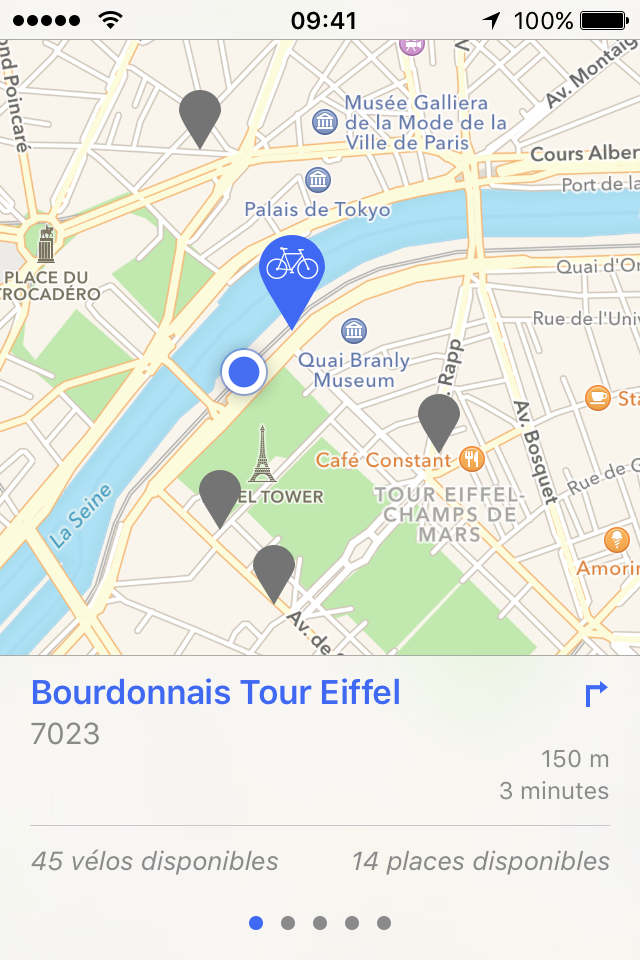 09:41
100%
ond Poincaré
V
Av. Montaig
Musée Galliera
de la Mode de la
Ville de Paris
Cours Alber
Port de la
Palais de Tokyo
PLACE DU
TROCADÉRO
Quai d'Or
Rue de l'Univ
Quai Branly
Museum
Rapp
Av. Bosquet
Sta
Café Constant
EL TOWER
Rue de G
TOUR EIFFEL-
CHAMPS DE
MARS
La Seine
Amorin
Av. de
Bourdonnais Tour Eiffel
7023
150 m
3 minutes
45 vélos disponibles
14 places disponibles